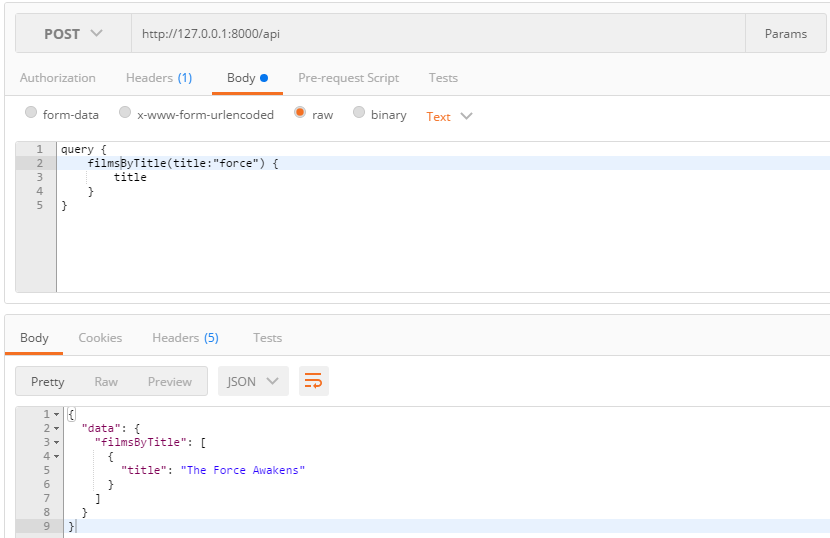 POST http://127.0.0.1:8000/api Params
Authorization Headers (1) Body Pre-request Script Tests
form-data x-www-form-urlencoded raw binary Text
1 query {
2     filmsByTitle(title:"force") {
3         title
4     }
5 }
Body Cookies Headers (5) Tests
Pretty Raw Preview JSON
1 {
2   "data": {
3     "filmsByTitle": [
4       {
5         "title": "The Force Awakens"
6       }
7     ]
8   }
9 }